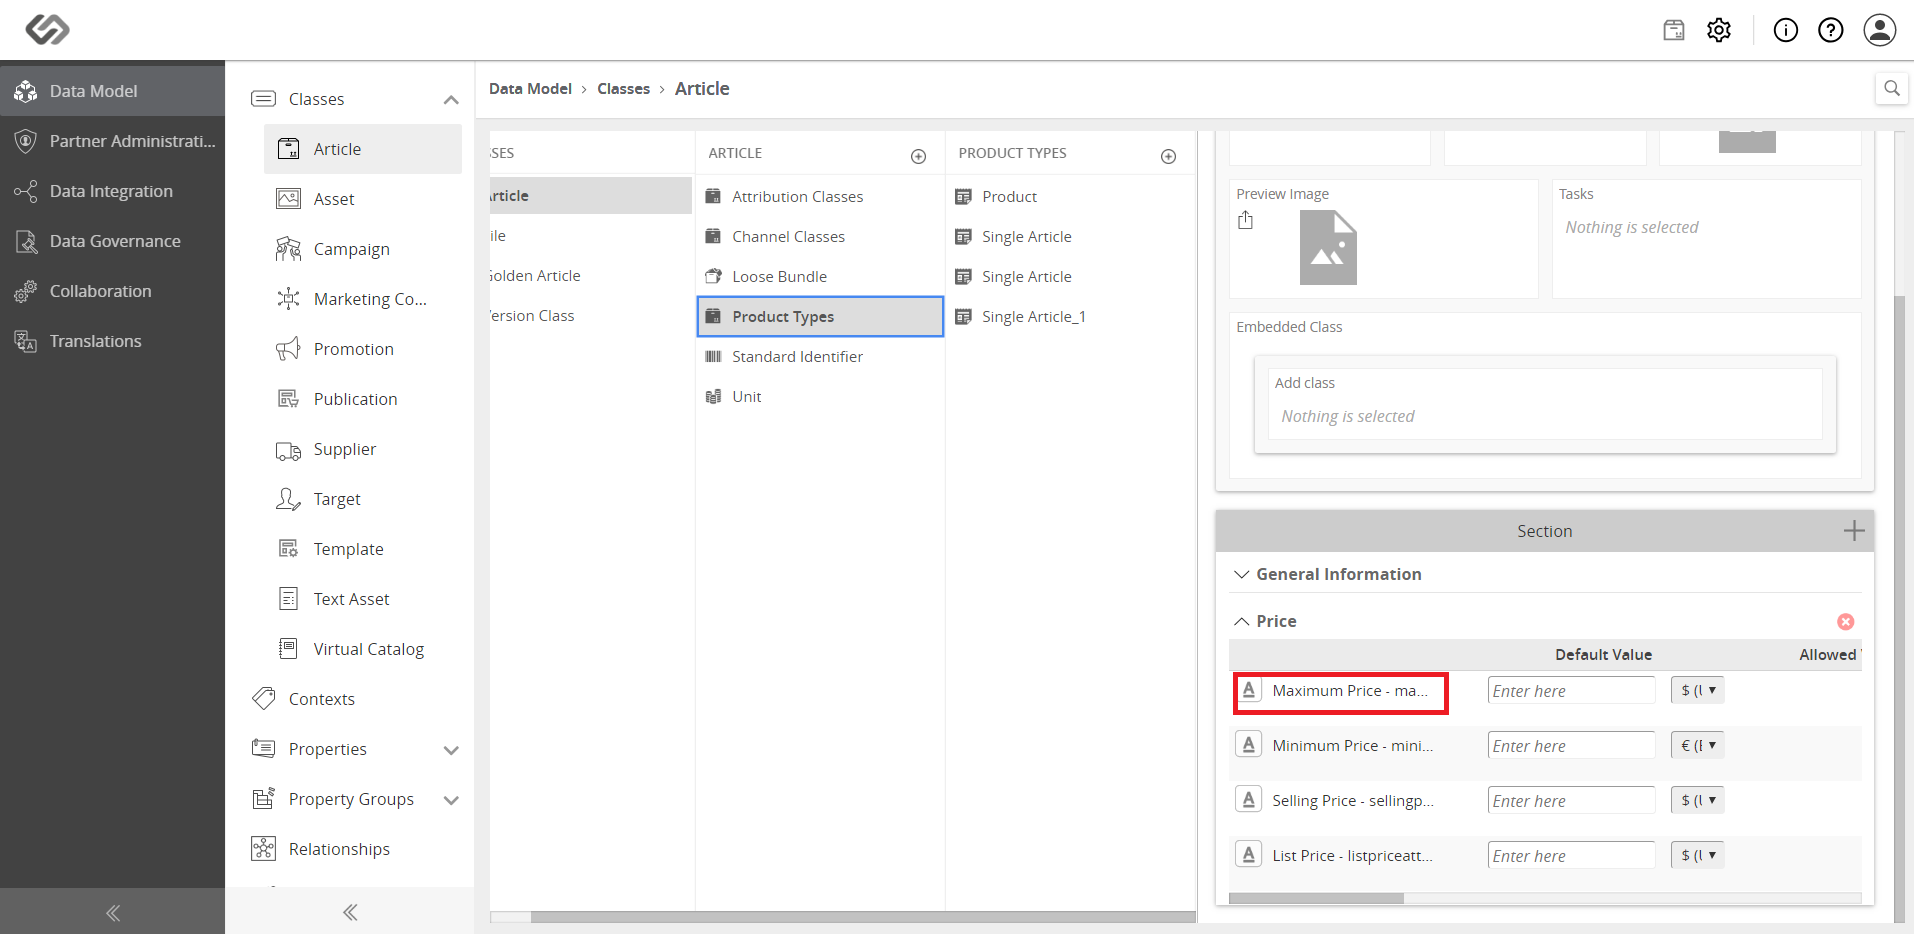 Data Model
Partner Administrati...
Data Integration
Data Governance
Collaboration
Translations
Classes
Article
Asset
Campaign
Marketing Co...
Promotion
Publication
Supplier
Target
Template
Text Asset
Virtual Catalog
Contexts
Properties
Property Groups
Relationships
Data Model › Classes › Article
SSES
Article
ile
Golden Article
Version Class
ARTICLE
Attribution Classes
Channel Classes
Loose Bundle
Product Types
Standard Identifier
Unit
PRODUCT TYPES
Product
Single Article
Single Article
Single Article_1
Preview Image
Tasks
Nothing is selected
Embedded Class
Add class
Nothing is selected
Section
General Information
Price
Default Value Allowed
Maximum Price - ma... Enter here $ (
Minimum Price - mini... Enter here € (
Selling Price - sellingp... Enter here $ (
List Price - listpriceatt... Enter here $ (